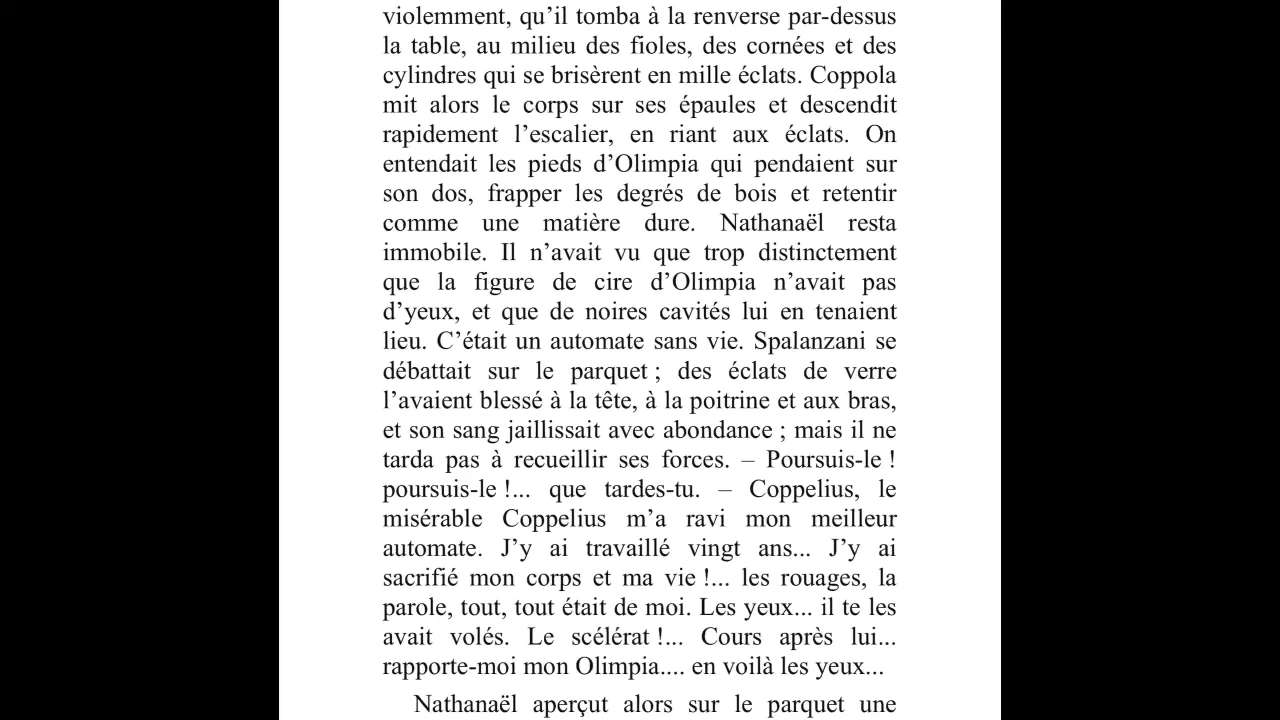 violemment, qu’il tomba à la renverse par-dessus
la table, au milieu des fioles, des cornées et des
cylindres qui se brisèrent en mille éclats. Coppola
mit alors le corps sur ses épaules et descendit
rapidement l’escalier, en riant aux éclats. On
entendait les pieds d’Olimpia qui pendaient sur
son dos, frapper les degrés de bois et retentir
comme une matière dure. Nathanaël resta
immobile. Il n’avait vu que trop distinctement
que la figure de cire d’Olimpia n’avait pas
d’yeux, et que de noires cavités lui en tenaient
lieu. C’était un automate sans vie. Spalanzani se
débattait sur le parquet ; des éclats de verre
l’avaient blessé à la tête, à la poitrine et aux bras,
et son sang jaillissait avec abondance ; mais il ne
tarda pas à recueillir ses forces. – Poursuis-le !
poursuis-le !... que tardes-tu. – Coppelius, le
misérable Coppelius m’a ravi mon meilleur
automate. J’y ai travaillé vingt ans... J’y ai
sacrifié mon corps et ma vie !... les rouages, la
parole, tout, tout était de moi. Les yeux... il te les
avait volés. Le scélérat !... Cours après lui...
rapporte-moi mon Olimpia.... en voilà les yeux...
Nathanaël aperçut alors sur le parquet une